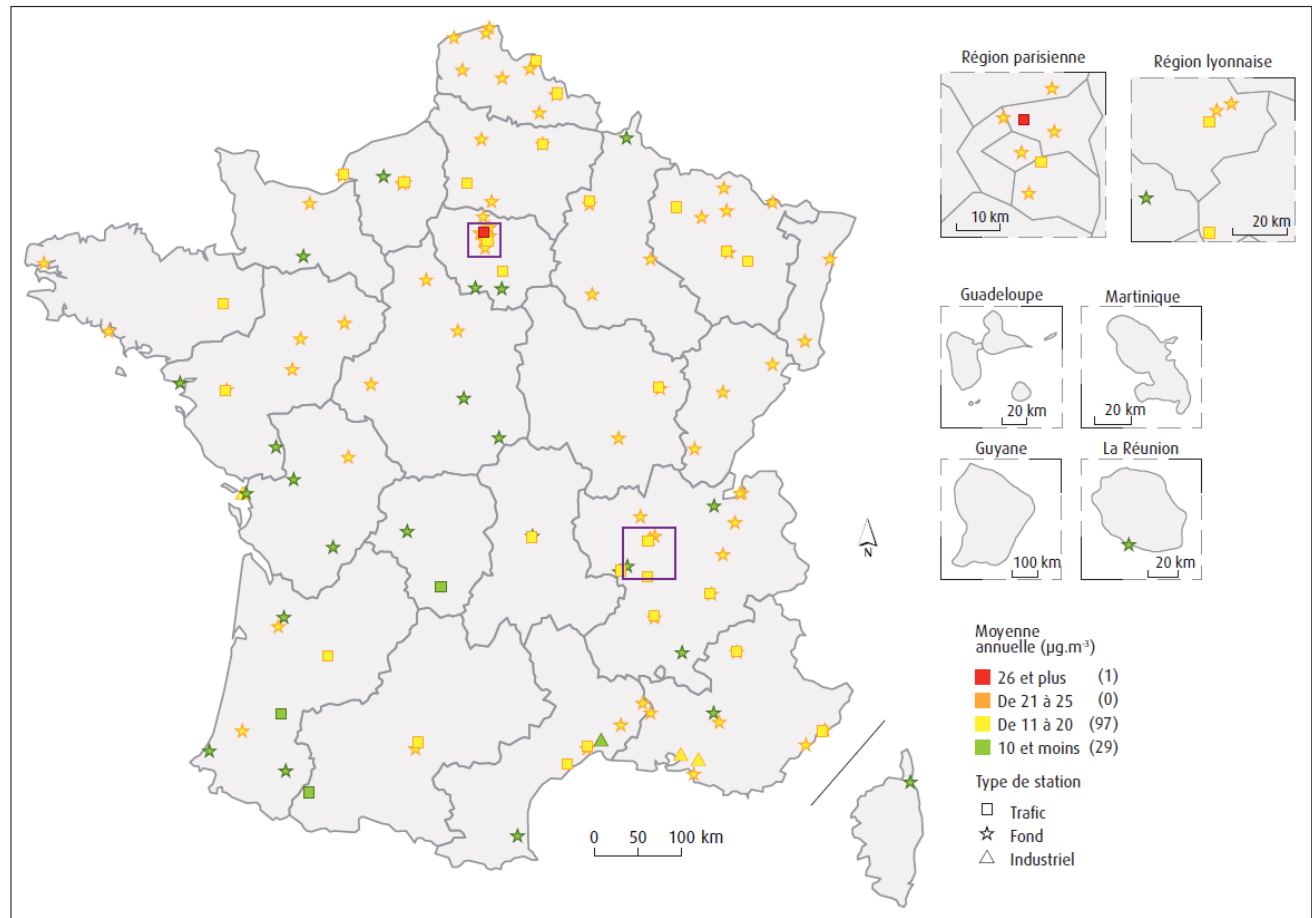 Région parisienne
10 km
Région lyonnaise
20 km
Guadeloupe
20 km
Martinique
20 km
Guyane
100 km
La Réunion
20 km
N
Moyenne
annuelle (µg.m⁻³)
26 et plus (1)
De 21 à 25 (0)
De 11 à 20 (97)
10 et moins (29)
Type de station
Trafic
Fond
Industriel
0 50 100 km